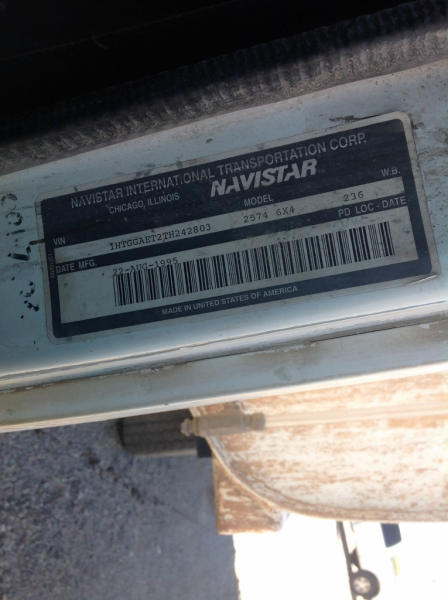 NAVISTAR INTERNATIONAL TRANSPORTATION CORP.
CHICAGO, ILLINOIS NAVISTAR
VIN MODEL W.B.
1HTGGAET2TH242803 2574 6X4 236
DATE MFG. PD LOC - DATE
22-AUG-1995
MADE IN UNITED STATES OF AMERICA